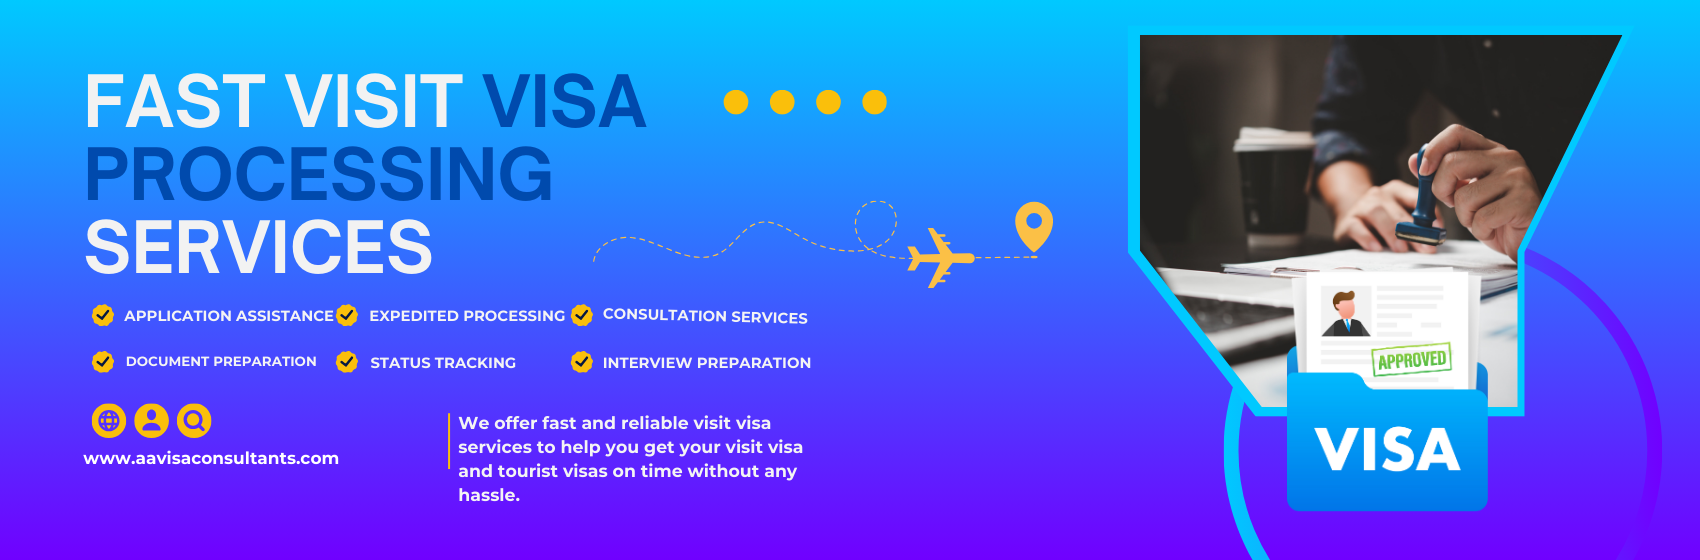 FAST VISIT VISA
PROCESSING
SERVICES
APPLICATION ASSISTANCE
EXPEDITED PROCESSING
CONSULTATION SERVICES
DOCUMENT PREPARATION
STATUS TRACKING
INTERVIEW PREPARATION
www.aavisaconsultants.com
We offer fast and reliable visit visa
services to help you get your visit visa
and tourist visas on time without any
hassle.
APPROVED
VISA